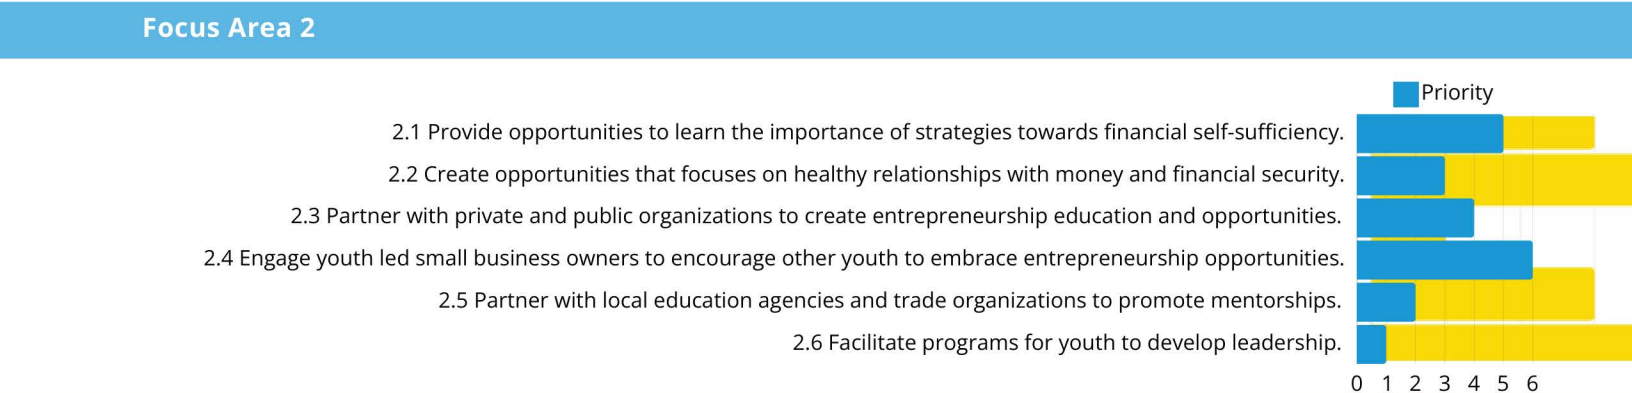 Focus Area 2
Priority
2.1 Provide opportunities to learn the importance of strategies towards financial self-sufficiency.
2.2 Create opportunities that focuses on healthy relationships with money and financial security.
2.3 Partner with private and public organizations to create entrepreneurship education and opportunities.
2.4 Engage youth led small business owners to encourage other youth to embrace entrepreneurship opportunities.
2.5 Partner with local education agencies and trade organizations to promote mentorships.
2.6 Facilitate programs for youth to develop leadership.
0 1 2 3 4 5 6